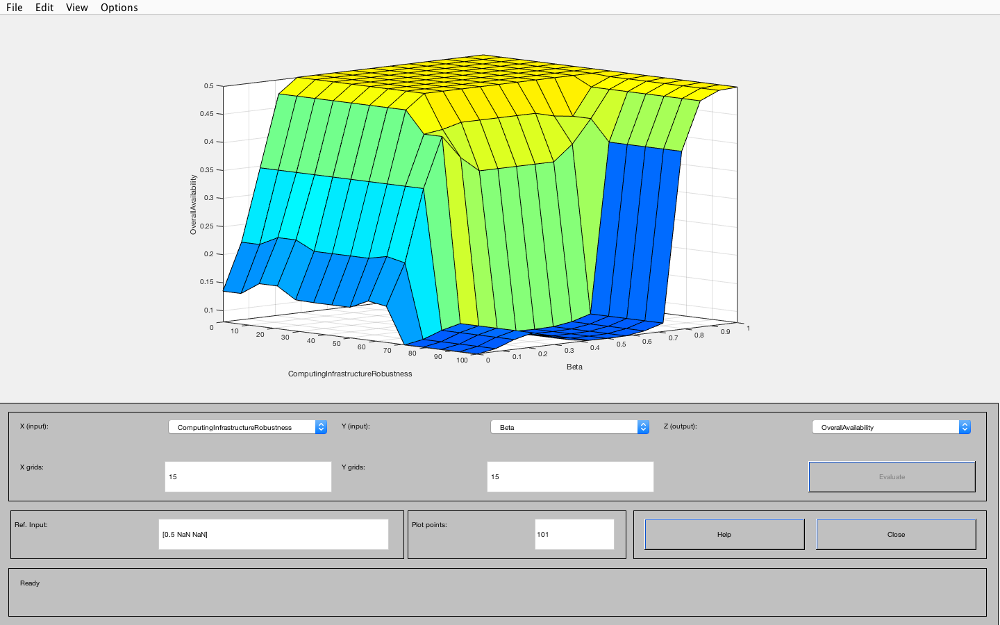 File Edit View Options
0.5
0.45
0.4
0.35
0.3
0.25
0.2
0.15
0.1
OverallAvailability
0 10 20 30 40 50 60 70 80 90 100
ComputingInfrastructureRobustness
0 0.1 0.2 0.3 0.4 0.5 0.6 0.7 0.8 0.9 1
Beta
X (input): ComputingInfrastructureRobustness Y (input): Beta Z (output): OverallAvailability
X grids: 15 Y grids: 15 Evaluate
Ref. Input: [0.5 NaN NaN] Plot points: 101 Help Close
Ready